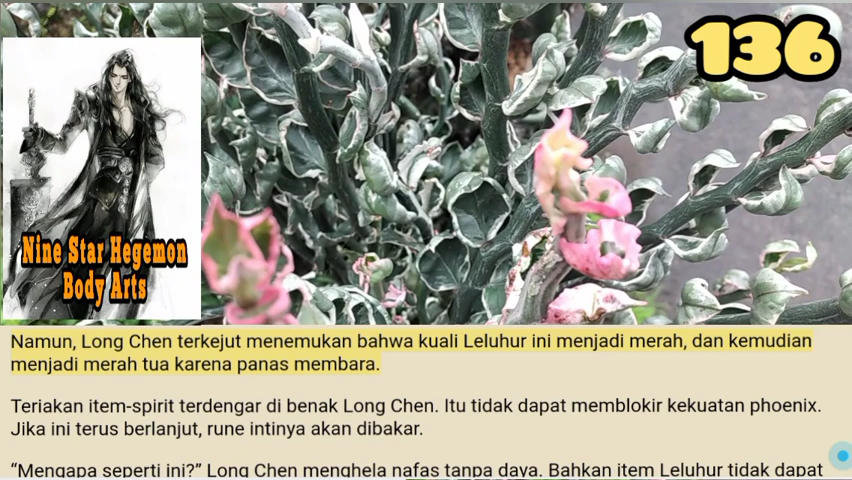 136
Nine Star Hegemon
Body Arts
Namun, Long Chen terkejut menemukan bahwa kuali Leluhur ini menjadi merah, dan kemudian
menjadi merah tua karena panas membara.
Teriakan item-spirit terdengar di benak Long Chen. Itu tidak dapat memblokir kekuatan phoenix.
Jika ini terus berlanjut, rune intinya akan dibakar.
“Mengapa seperti ini?” Long Chen menghela nafas tanpa daya. Bahkan item Leluhur tidak dapat